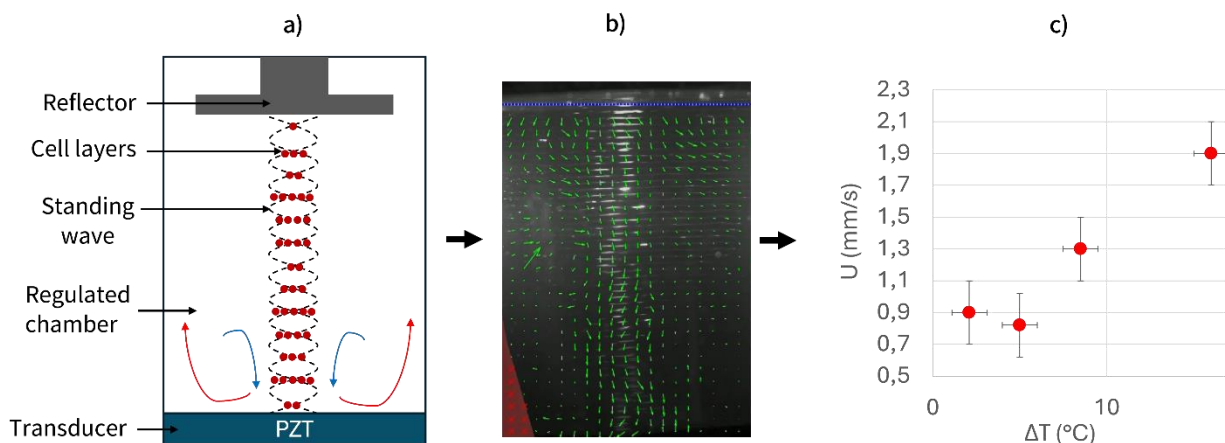 a)
Reflector
Cell layers
Standing
wave
Regulated
chamber
Transducer
PZT
b)
c)
2,3
2,1
1,9
1,7
1,5
1,3
1,1
0,9
0,7
0,5
U (mm/s)
0
10
ΔT (°C)